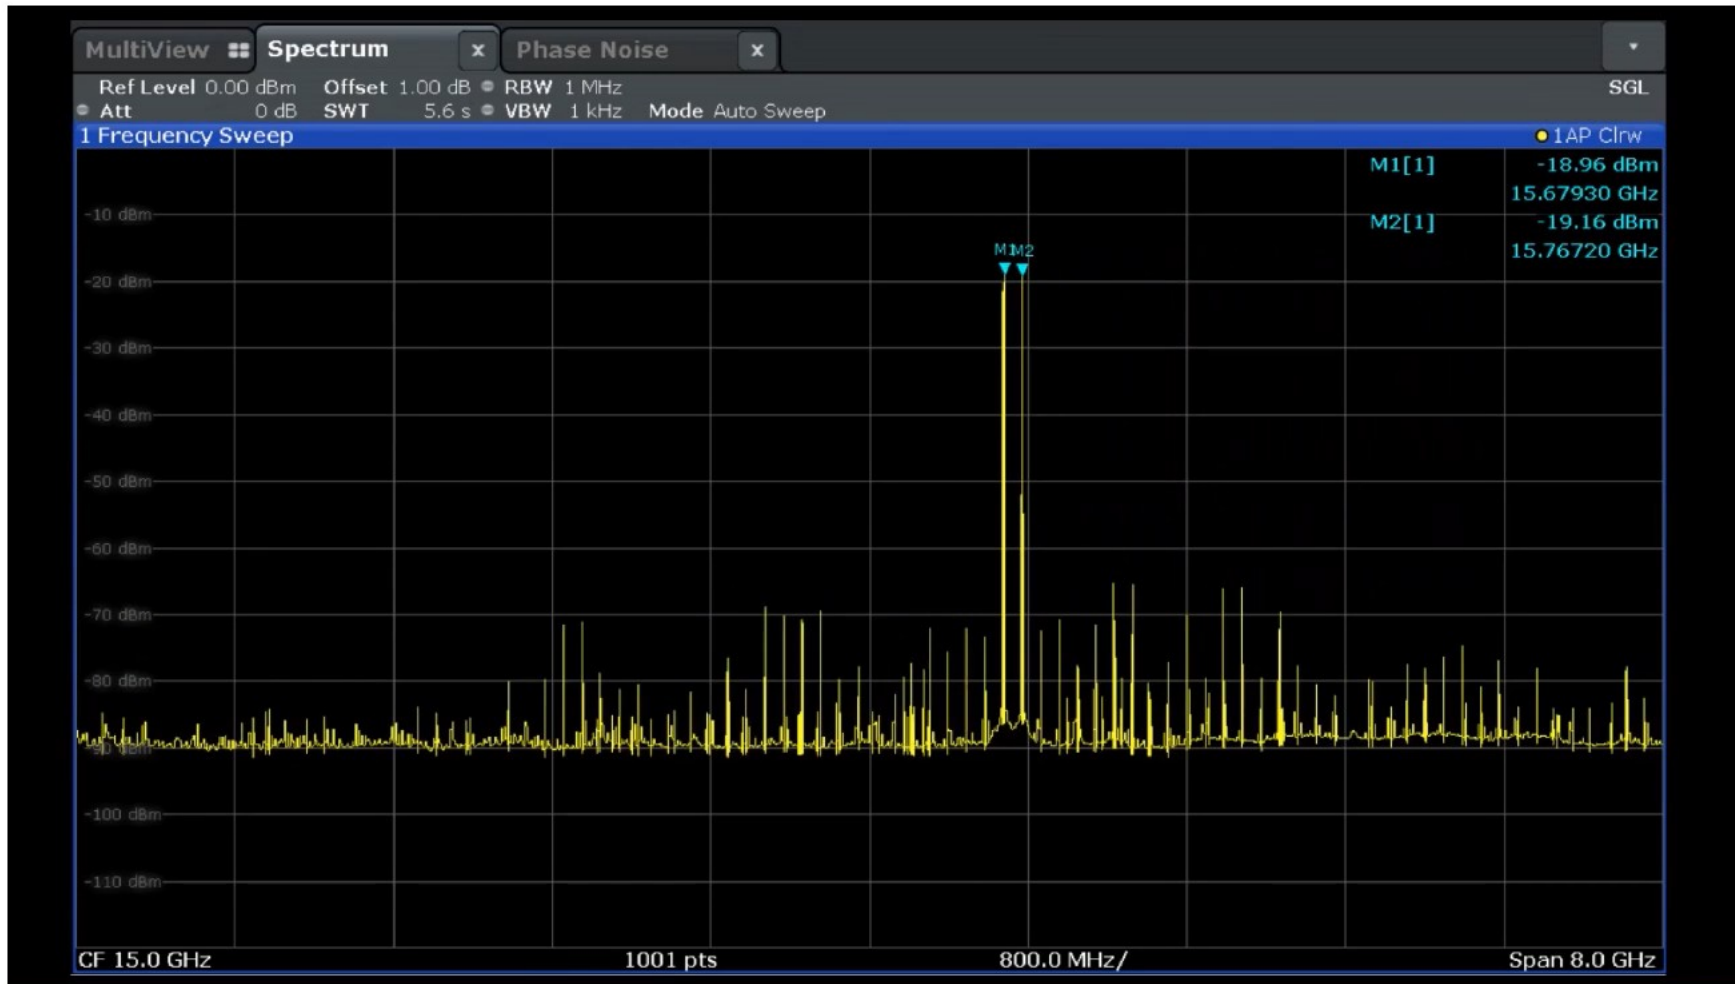 MultiView Spectrum x Phase Noise x
Ref Level 0.00 dBm Offset 1.00 dB RBW 1 MHz SGL
Att 0 dB SWT 5.6 s VBW 1 kHz Mode Auto Sweep
1 Frequency Sweep 1AP Clrw
M1[1] -18.96 dBm
15.67930 GHz
-10 dBm M2[1] -19.16 dBm
M1 M2 15.76720 GHz
-20 dBm
-30 dBm
-40 dBm
-50 dBm
-60 dBm
-70 dBm
-80 dBm
-90 dBm
-100 dBm
-110 dBm
CF 15.0 GHz 1001 pts 800.0 MHz/ Span 8.0 GHz